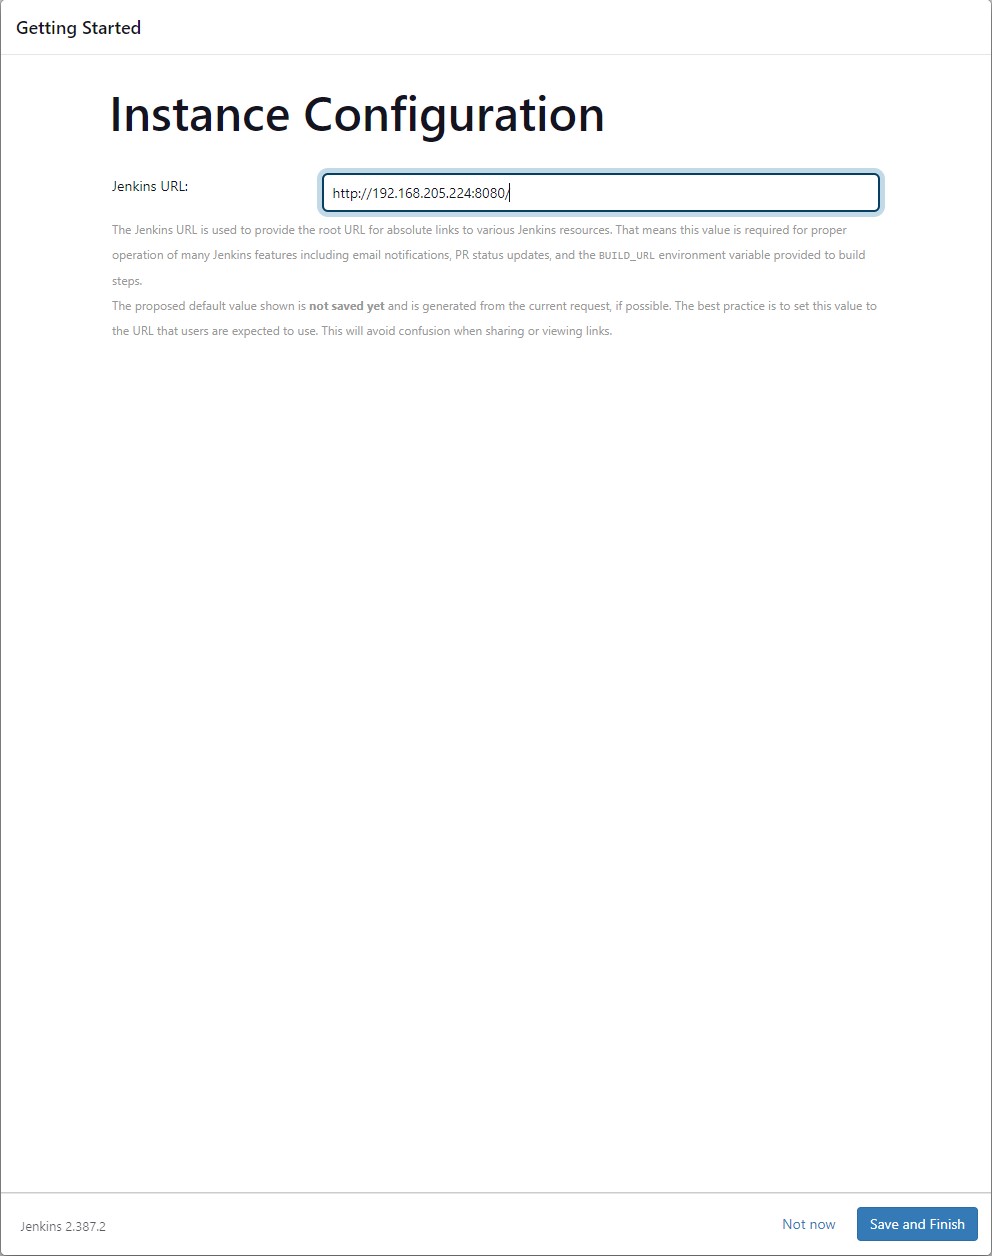 Getting Started
Instance Configuration
Jenkins URL:
http://192.168.205.224:8080/
The Jenkins URL is used to provide the root URL for absolute links to various Jenkins resources. That means this value is required for proper
operation of many Jenkins features including email notifications, PR status updates, and the BUILD_URL environment variable provided to build
steps.
The proposed default value shown is not saved yet and is generated from the current request, if possible. The best practice is to set this value to
the URL that users are expected to use. This will avoid confusion when sharing or viewing links.
Jenkins 2.387.2
Not now
Save and Finish